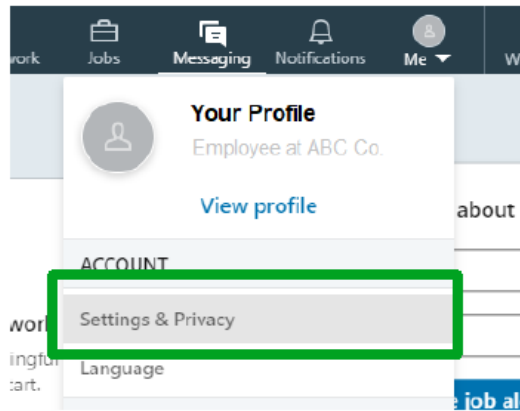 work Jobs Messaging Notifications Me W
Your Profile
Employee at ABC Co.
View profile
about
ACCOUNT
Settings & Privacy
Language
ingful
job al